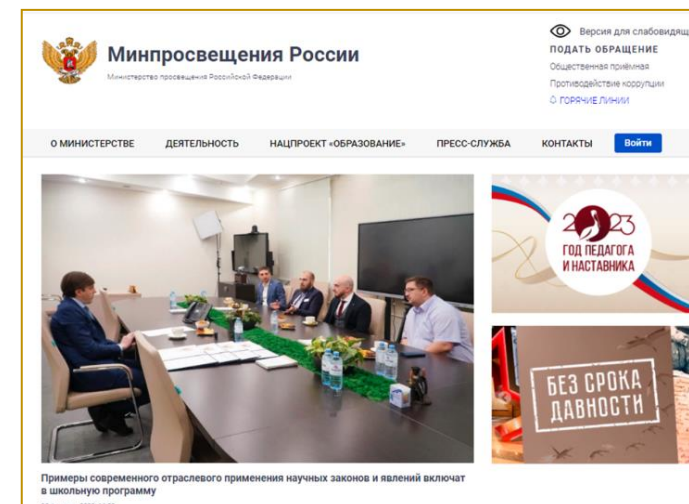 Версия для слабовидящ
ПОДАТЬ ОБРАЩЕНИЕ
Общественная приёмная
Противодействие коррупции
ГОРЯЧИЕ ЛИНИИ
Минпросвещения России
Министерство просвещения Российской Федерации
О МИНИСТЕРСТВЕ ДЕЯТЕЛЬНОСТЬ НАЦПРОЕКТ «ОБРАЗОВАНИЕ» ПРЕСС-СЛУЖБА КОНТАКТЫ Войти
2023
ГОД ПЕДАГОГА
И НАСТАВНИКА
БЕЗ СРОКА
ДАВНОСТИ
Примеры современного отраслевого применения научных законов и явлений включат
в школьную программу